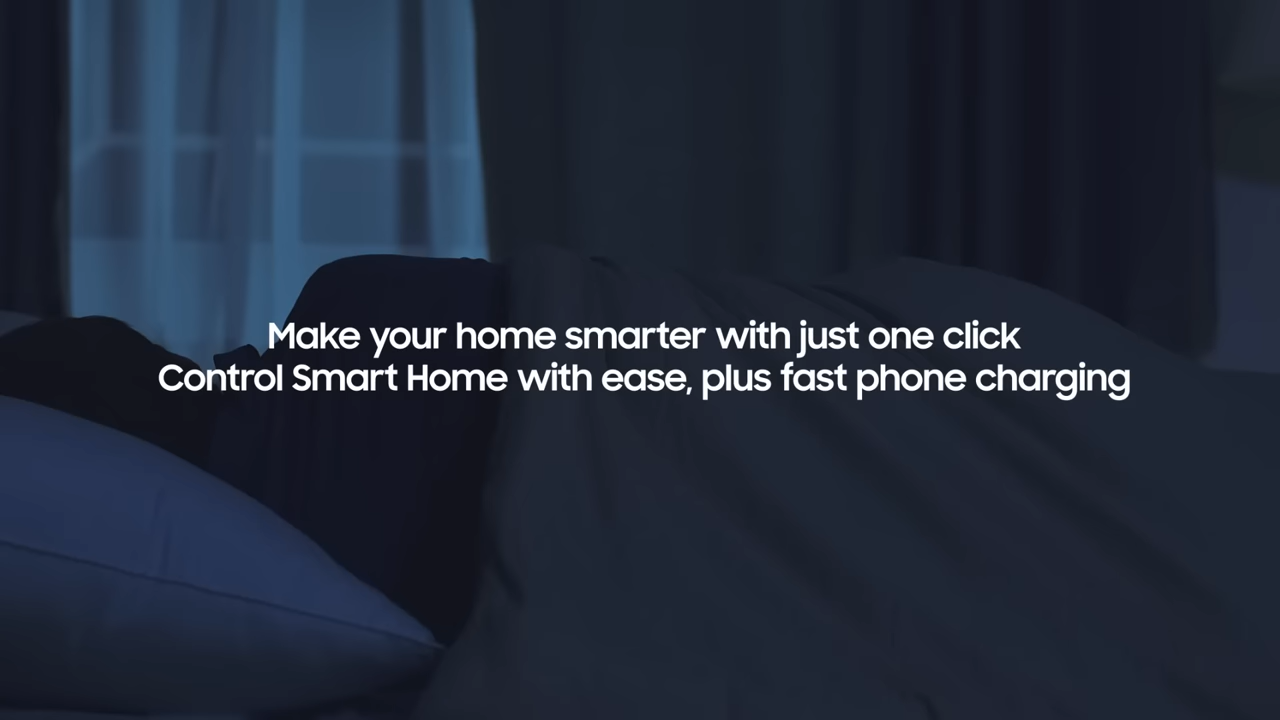 Make your home smarter with just one click
Control Smart Home with ease, plus fast phone charging